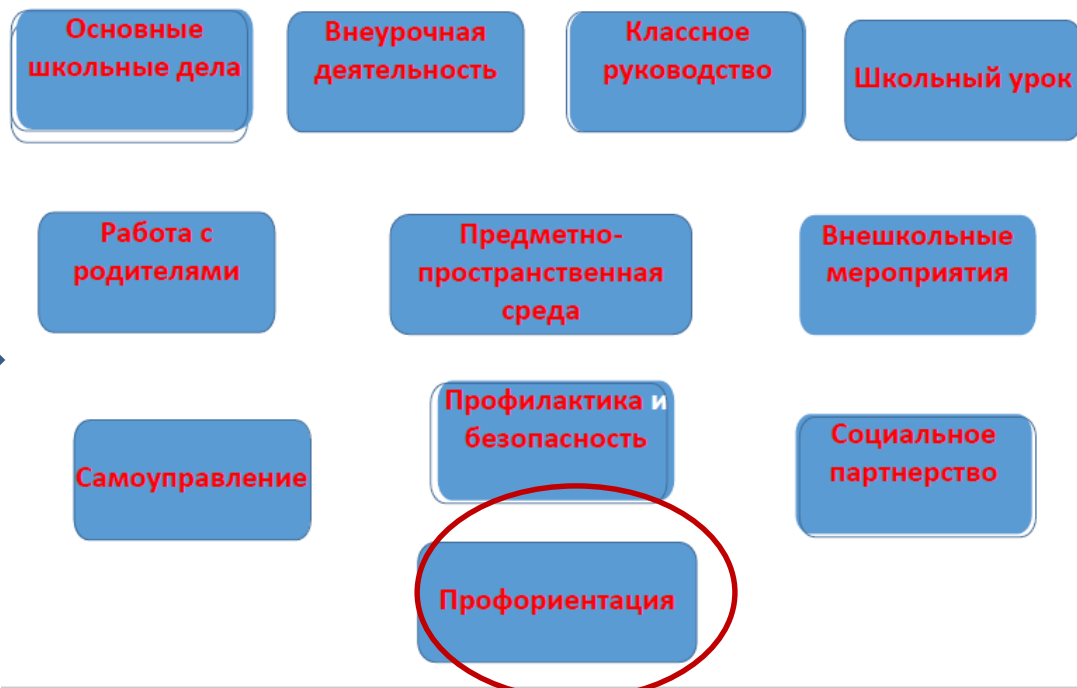 Основные
школьные дела
Внеурочная
деятельность
Классное
руководство
Школьный урок
Работа с
родителями
Предметно-
пространственная
среда
Внешкольные
мероприятия
Самоуправление
Профилактика и
безопасность
Социальное
партнерство
Профориентация